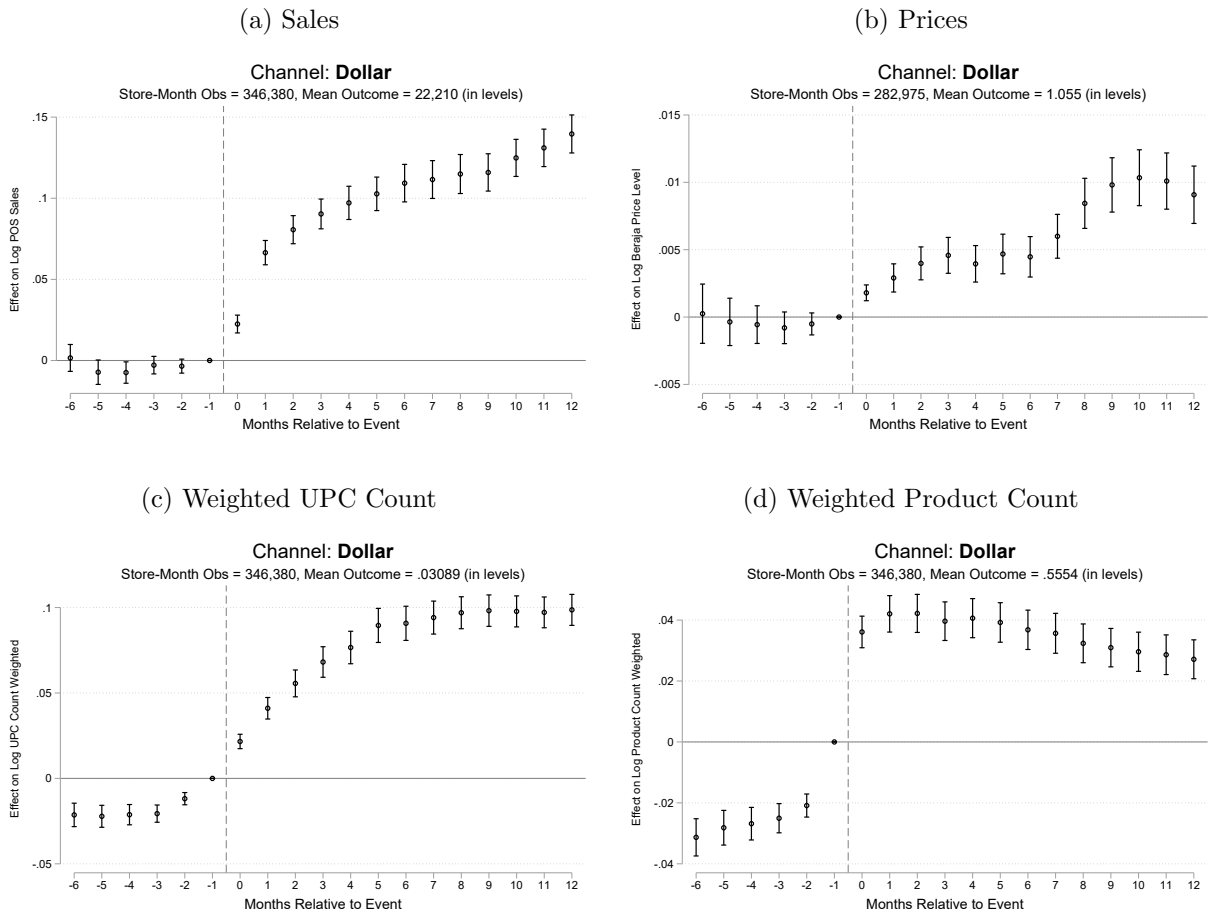 (a) Sales
Channel: Dollar
Store-Month Obs = 346,380, Mean Outcome = 22,210 (in levels)
Effect on Log POS Sales
.15
.1
.05
0
-6 -5 -4 -3 -2 -1 0 1 2 3 4 5 6 7 8 9 10 11 12
Months Relative to Event
(b) Prices
Channel: Dollar
Store-Month Obs = 282,975, Mean Outcome = 1.055 (in levels)
Effect on Log Beraja Price Level
.015
.01
.005
0
-.005
-6 -5 -4 -3 -2 -1 0 1 2 3 4 5 6 7 8 9 10 11 12
Months Relative to Event
(c) Weighted UPC Count
Channel: Dollar
Store-Month Obs = 346,380, Mean Outcome = .03089 (in levels)
Effect on Log UPC Count Weighted
.1
.05
0
-.05
-6 -5 -4 -3 -2 -1 0 1 2 3 4 5 6 7 8 9 10 11 12
Months Relative to Event
(d) Weighted Product Count
Channel: Dollar
Store-Month Obs = 346,380, Mean Outcome = .5554 (in levels)
Effect on Log Product Count Weighted
.04
.02
0
-.02
-.04
-6 -5 -4 -3 -2 -1 0 1 2 3 4 5 6 7 8 9 10 11 12
Months Relative to Event